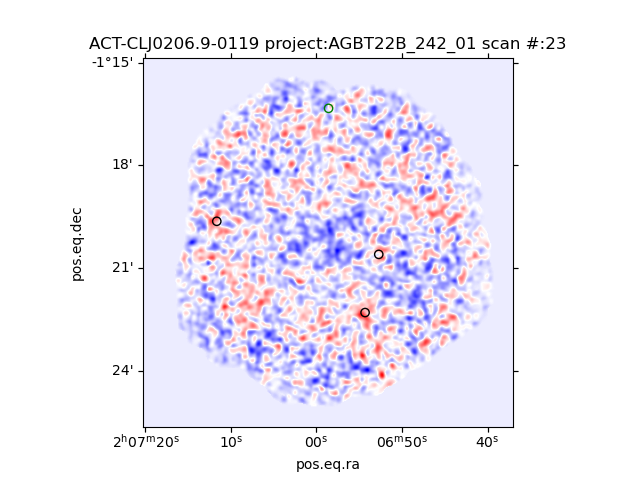 ACT-CLJ0206.9-0119 project:AGBT22B_242_01 scan #:23
-1°15'
18'
21'
24'
pos.eq.dec
2ʰ07ᵐ20ˢ 10ˢ 00ˢ 06ᵐ50ˢ 40ˢ
pos.eq.ra